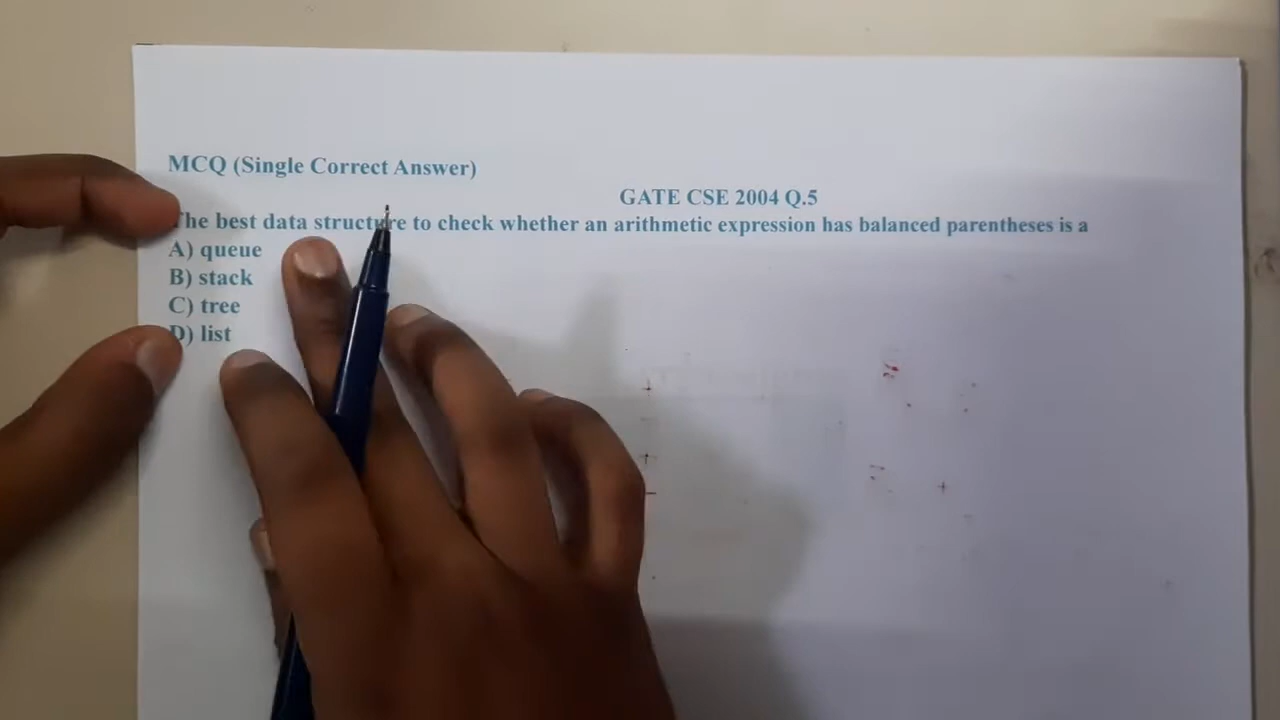 MCQ (Single Correct Answer)
GATE CSE 2004 Q.5
The best data structure to check whether an arithmetic expression has balanced parentheses is a
A) queue
B) stack
C) tree
D) list